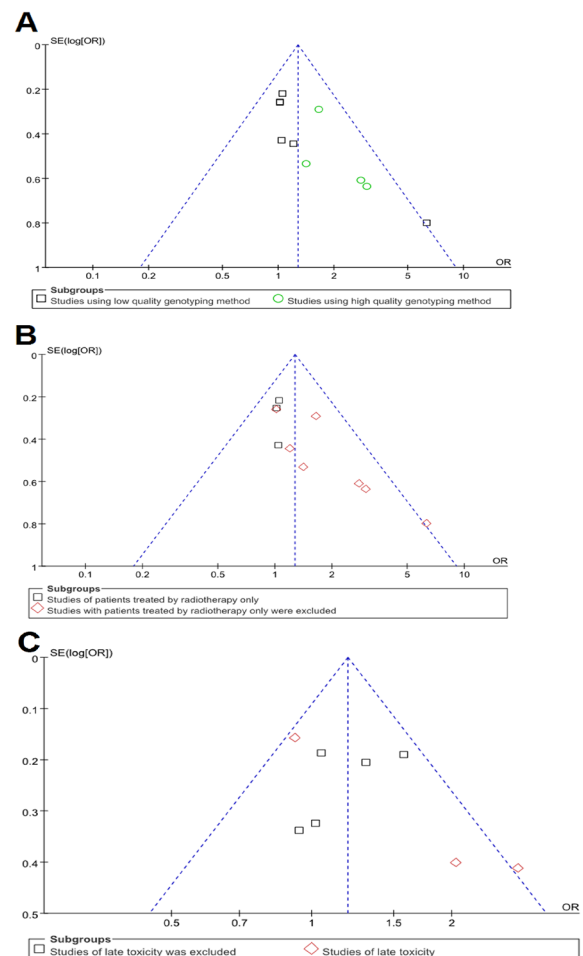 A
SE(log[OR])
0
0.2
0.4
0.6
0.8
1
0.1 0.2 0.5 1 2 5 10
OR
Subgroups
Studies using low quality genotyping method Studies using high quality genotyping method
B
SE(log[OR])
0
0.2
0.4
0.6
0.8
1
0.1 0.2 0.5 1 2 5 10
OR
Subgroups
Studies of patients treated by radiotherapy only
Studies with patients treated by radiotherapy only were excluded
C
SE(log[OR])
0
0.1
0.2
0.3
0.4
0.5
0.5 0.7 1 1.5 2
OR
Subgroups
Studies of late toxicity was excluded Studies of late toxicity